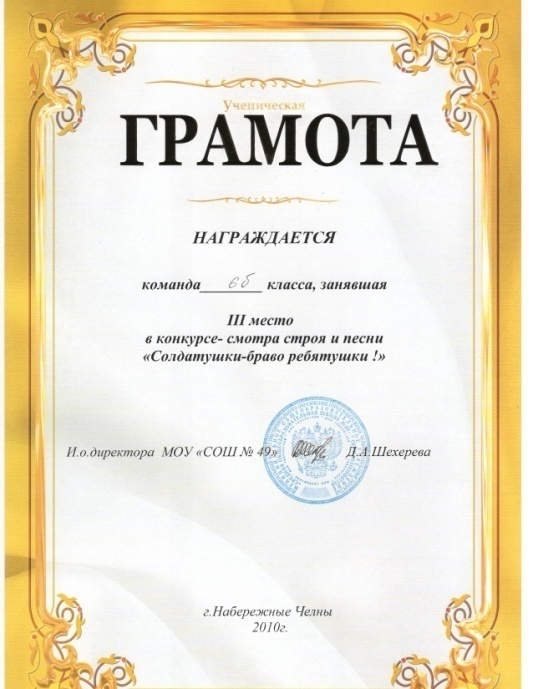 Ученическая
ГРАМОТА
НАГРАЖДАЕТСЯ
команда 6б класса, занявшая
III место
в конкурсе- смотра строя и песни
«Солдатушки-браво ребятушки !»
И.о.директора МОУ «СОШ № 49» Д.А.Шехерева
г.Набережные Челны
2010г.